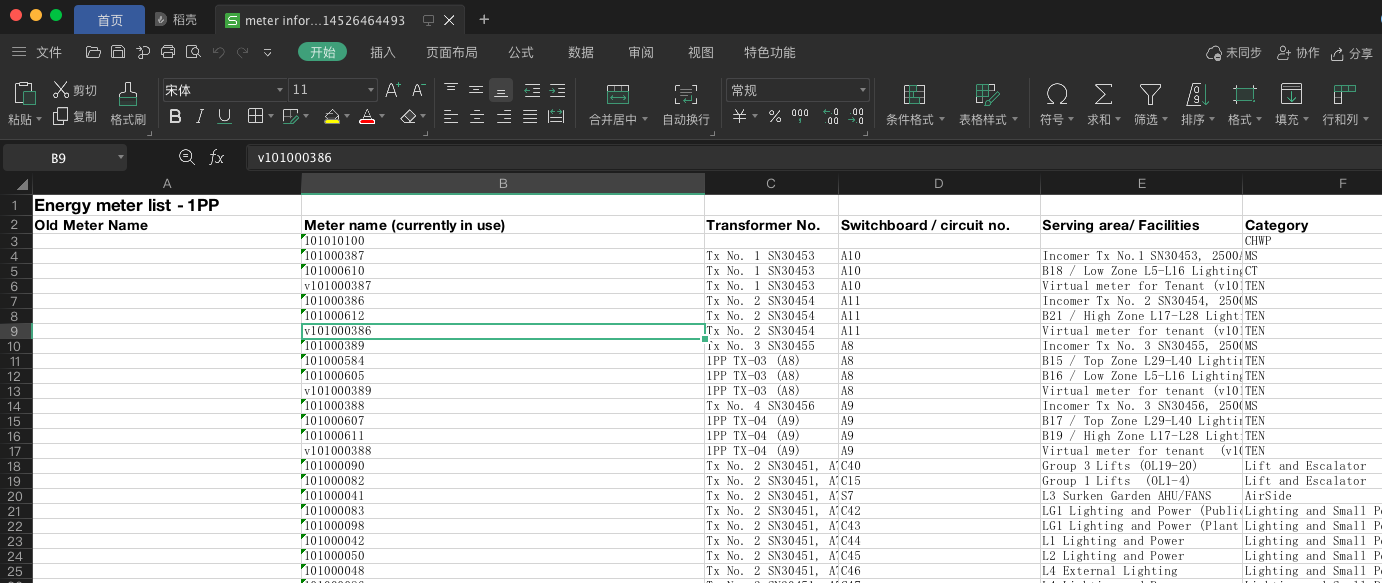 首页 稻壳 meter infor...14526464493
文件 开始 插入 页面布局 公式 数据 审阅 视图 特色功能 未同步 协作 分享
宋体 11 常规
粘贴 剪切 复制 格式刷 合并居中 自动换行 条件格式 表格样式 符号 求和 筛选 排序 格式 填充 行和列
B9 fx v101000386
A B C D E F
1 Energy meter list - 1PP
2 Old Meter Name Meter name (currently in use) Transformer No. Switchboard / circuit no. Serving area/ Facilities Category
3 101010100 CHWP
4 101000387 Tx No. 1 SN30453 A10 Incomer Tx No.1 SN30453, 2500 MS
5 101000610 Tx No. 1 SN30453 A10 B18 / Low Zone L5-L16 Lighting CT
6 v101000387 Tx No. 1 SN30453 A10 Virtual meter for Tenant (v10 TEN
7 101000386 Tx No. 2 SN30454 A11 Incomer Tx No. 2 SN30454, 250 MS
8 101000612 Tx No. 2 SN30454 A11 B21 / High Zone L17-L28 Light TEN
9 v101000386 Tx No. 2 SN30454 A11 Virtual meter for tenant (v10 TEN
10 101000389 Tx No. 3 SN30455 A8 Incomer Tx No. 3 SN30455, 250 MS
11 101000584 1PP TX-03 (A8) A8 B15 / Top Zone L29-L40 Lighti TEN
12 101000605 1PP TX-03 (A8) A8 B16 / Low Zone L5-L16 Lighting TEN
13 v101000389 1PP TX-03 (A8) A8 Virtual meter for tenant (v10 TEN
14 101000388 Tx No. 4 SN30456 A9 Incomer Tx No. 3 SN30456, 250 MS
15 101000607 1PP TX-04 (A9) A9 B17 / Top Zone L29-L40 Lighti TEN
16 101000611 1PP TX-04 (A9) A9 B19 / High Zone L17-L28 Light TEN
17 v101000388 1PP TX-04 (A9) A9 Virtual meter for tenant (v1 TEN
18 101000090 Tx No. 2 SN30451, A C40 Group 3 Lifts (OL19-20) Lift and Escalator
19 101000082 Tx No. 2 SN30451, A C15 Group 1 Lifts (OL1-4) Lift and Escalator
20 101000041 Tx No. 2 SN30451, A S7 L3 Surken Garden AHU/FANS AirSide
21 101000083 Tx No. 2 SN30451, A C42 LG1 Lighting and Power (Publi Lighting and Small P
22 101000098 Tx No. 2 SN30451, A C43 LG1 Lighting and Power (Plant Lighting and Small P
23 101000042 Tx No. 2 SN30451, A C44 L1 Lighting and Power Lighting and Small P
24 101000050 Tx No. 2 SN30451, A C45 L2 Lighting and Power Lighting and Small P
25 101000048 Tx No. 2 SN30451, A C46 L4 External Lighting Lighting and Small P